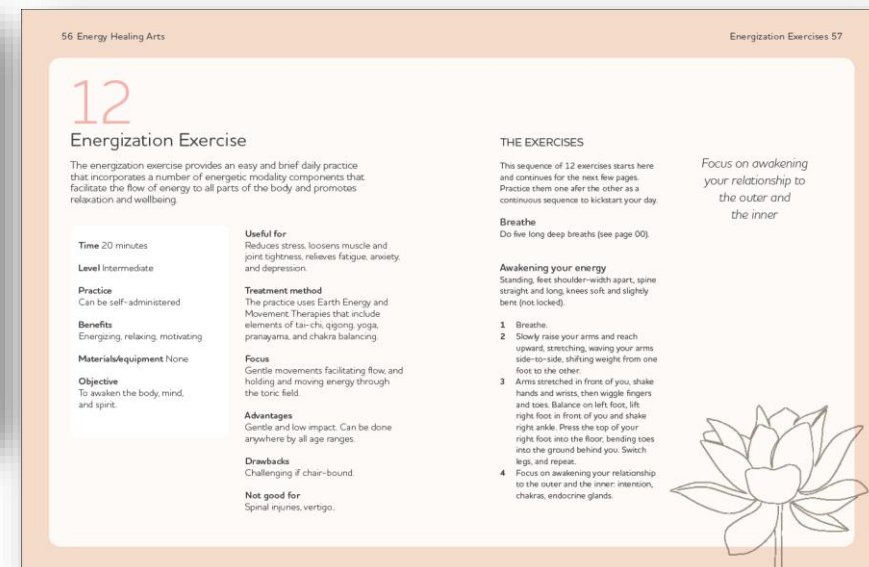 56 Energy Healing Arts
Energization Exercises 57
12
Energization Exercise
The energization exercise provides an easy and brief daily practice
that incorporates a number of energetic modality components that
facilitate the flow of energy to all parts of the body and promotes
relaxation and wellbeing.
Time 20 minutes
Level Intermediate
Practice
Can be self-administered
Benefits
Energizing, relaxing, motivating
Materials/equipment None
Objective
To awaken the body, mind,
and spirit.
Useful for
Reduces stress, loosens muscle and
joint tightness, relieves fatigue, anxiety,
and depression.
Treatment method
The practice uses Earth Energy and
Movement Therapies that include
elements of tai-chi, qigong, yoga,
pranayama, and chakra balancing.
Focus
Gentle movements facilitating flow, and
holding and moving energy through
the toric field.
Advantages
Gentle and low impact. Can be done
anywhere by all age ranges.
Drawbacks
Challenging if chair-bound.
Not good for
Spinal injuries, vertigo.
THE EXERCISES
This sequence of 12 exercises starts here
and continues for the next few pages.
Practice them one afer the other as a
continuous sequence to kickstart your day.
Breathe
Do five long deep breaths (see page 00).
Awakening your energy
Standing, feet shoulder-width apart, spine
straight and long, knees soft and slightly
bent (not locked).
1 Breathe.
2 Slowly raise your arms and reach
upward, stretching, waving your arms
side-to-side, shifting weight from one
foot to the other.
3 Arms stretched in front of you, shake
hands and wrists, then wiggle fingers
and toes. Balance on left foot, lift
right foot in front of you and shake
right ankle. Press the top of your
right foot into the floor, bending toes
into the ground behind you. Switch
legs, and repeat.
4 Focus on awakening your relationship
to the outer and the inner: intention,
chakras, endocrine glands.
Focus on awakening
your relationship to
the outer and
the inner